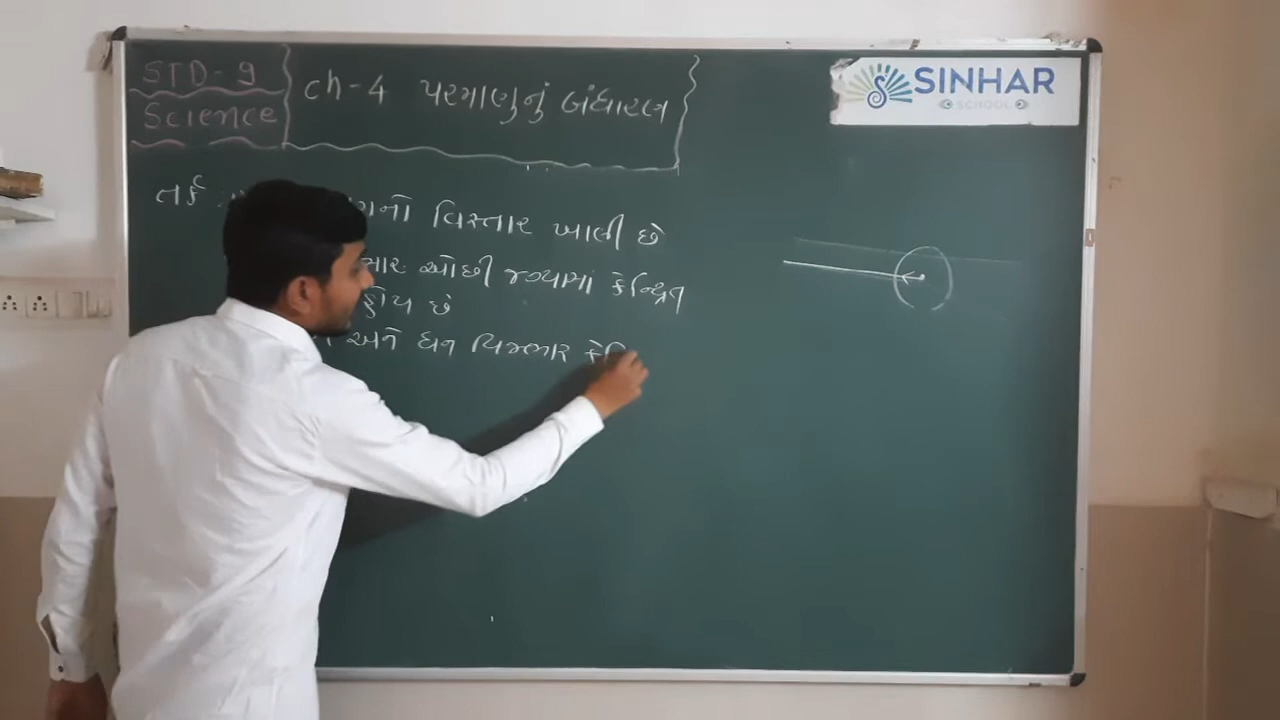 STD-9
Science
ch-4 પરમાણુનું બંધારણ
SINHAR
SCHOOL
તર્ક વિસ્તાર ખાલી છે
ઓછી જગ્યામાં કેન્દ્રિત
હોય છે
અને ધન વિજભાર